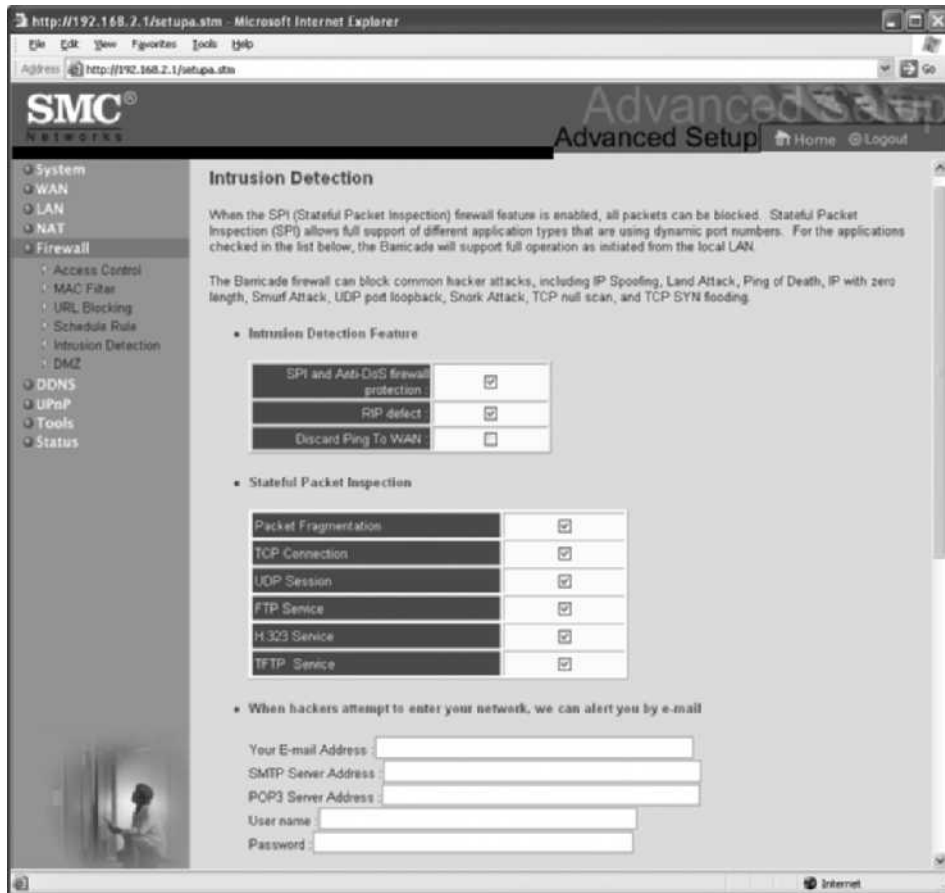 http://192.168.2.1/setupa.stm - Microsoft Internet Explorer
File Edit View Favorites Tools Help
Address http://192.168.2.1/setupa.stm Go
SMC®
Networks
Advanced Setup
Advanced Setup Home Logout
System
WAN
LAN
NAT
Firewall
Access Control
MAC Filter
URL Blocking
Schedule Rule
Intrusion Detection
DMZ
DDNS
UPnP
Tools
Status
Intrusion Detection
When the SPI (Stateful Packet Inspection) firewall feature is enabled, all packets can be blocked. Stateful Packet
Inspection (SPI) allows full support of different application types that are using dynamic port numbers. For the applications
checked in the list below, the Barricade will support full operation as initiated from the local LAN.
The Barricade firewall can block common hacker attacks, including IP Spoofing, Land Attack, Ping of Death, IP with zero
length, Smurf Attack, UDP port loopback, Snork Attack, TCP null scan, and TCP SYN flooding.
• Intrusion Detection Feature
SPI and Anti-DoS firewall
protection :
RIP defect :
Discard Ping To WAN :
• Stateful Packet Inspection
Packet Fragmentation
TCP Connection
UDP Session
FTP Service
H.323 Service
TFTP Service
• When hackers attempt to enter your network, we can alert you by e-mail
Your E-mail Address :
SMTP Server Address :
POP3 Server Address :
User name :
Password :
Internet